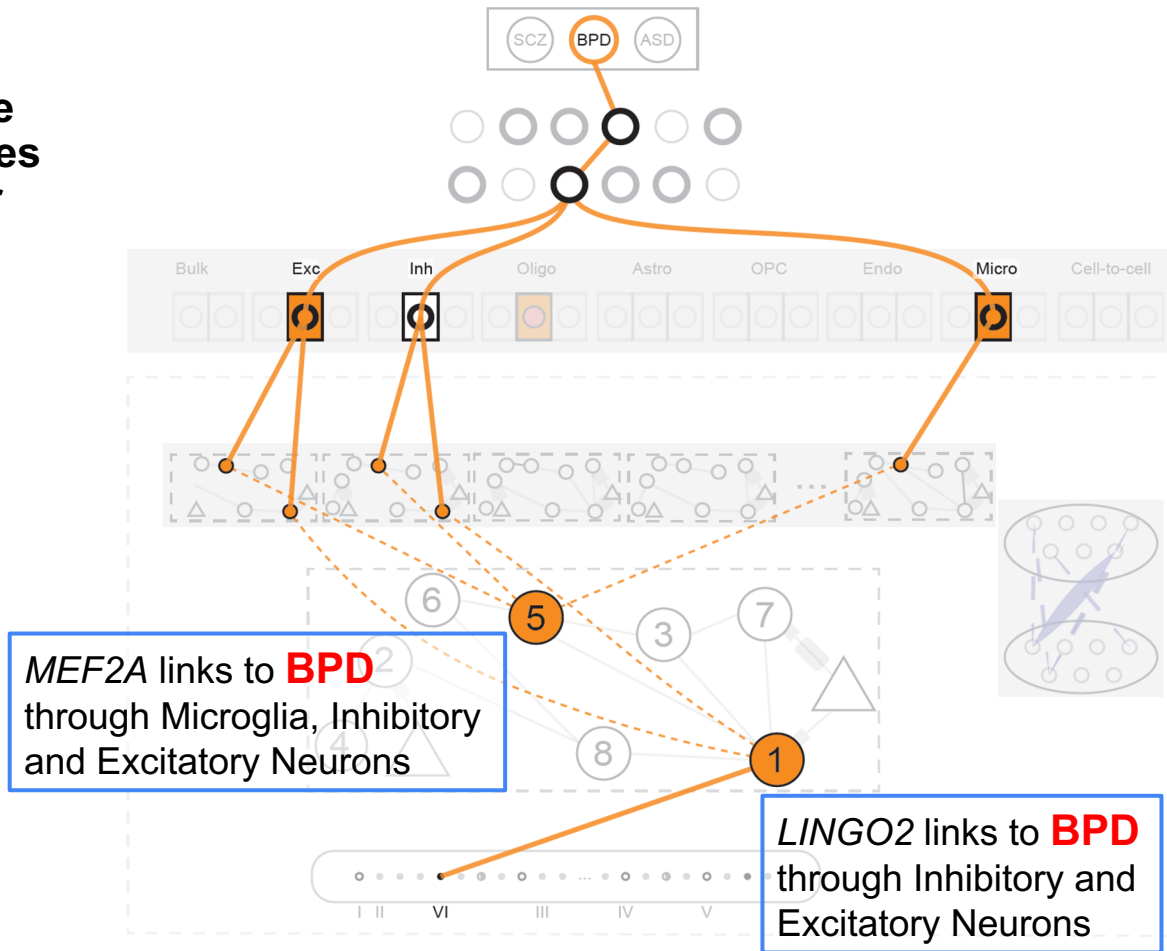 SCZ BPD ASD
e
es
Bulk Exc Inh Oligo Astro OPC Endo Micro Cell-to-cell
...
6 5 3 7
2
MEF2A links to BPD
through Microglia, Inhibitory
and Excitatory Neurons
4 8 1
LINGO2 links to BPD
through Inhibitory and
Excitatory Neurons
...
I II VI III IV V